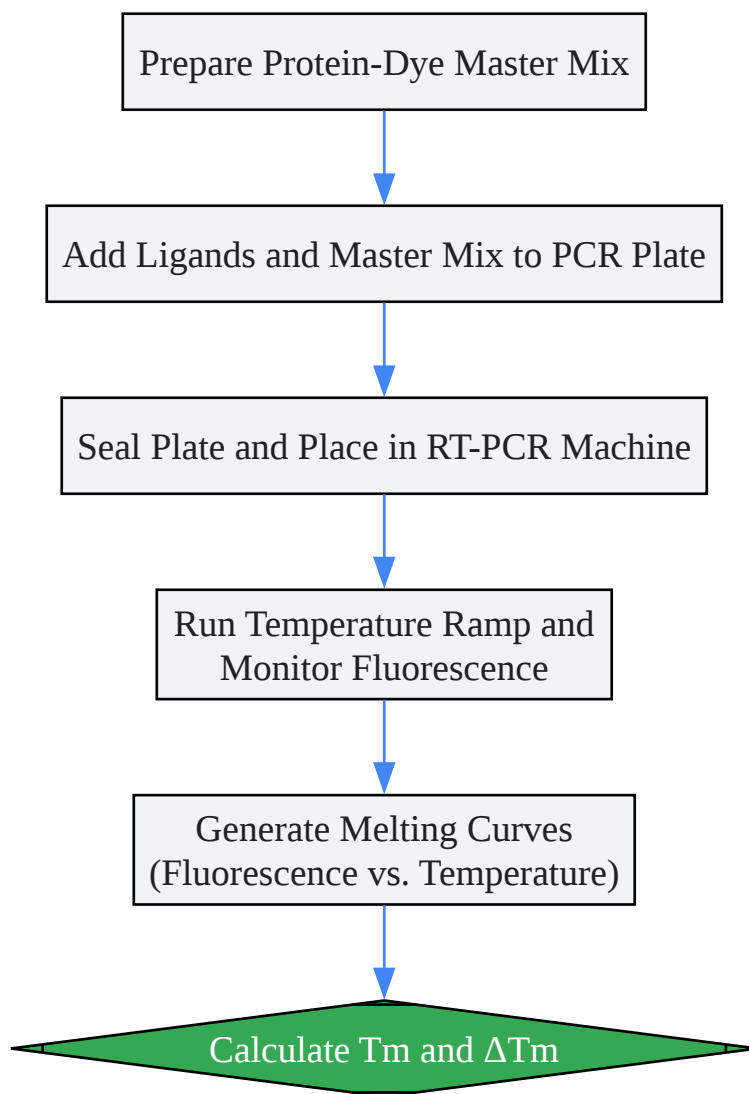 Prepare Protein-Dye Master Mix
Add Ligands and Master Mix to PCR Plate
Seal Plate and Place in RT-PCR Machine
Run Temperature Ramp and
Monitor Fluorescence
Generate Melting Curves
(Fluorescence vs. Temperature)
Calculate Tm and ΔTm